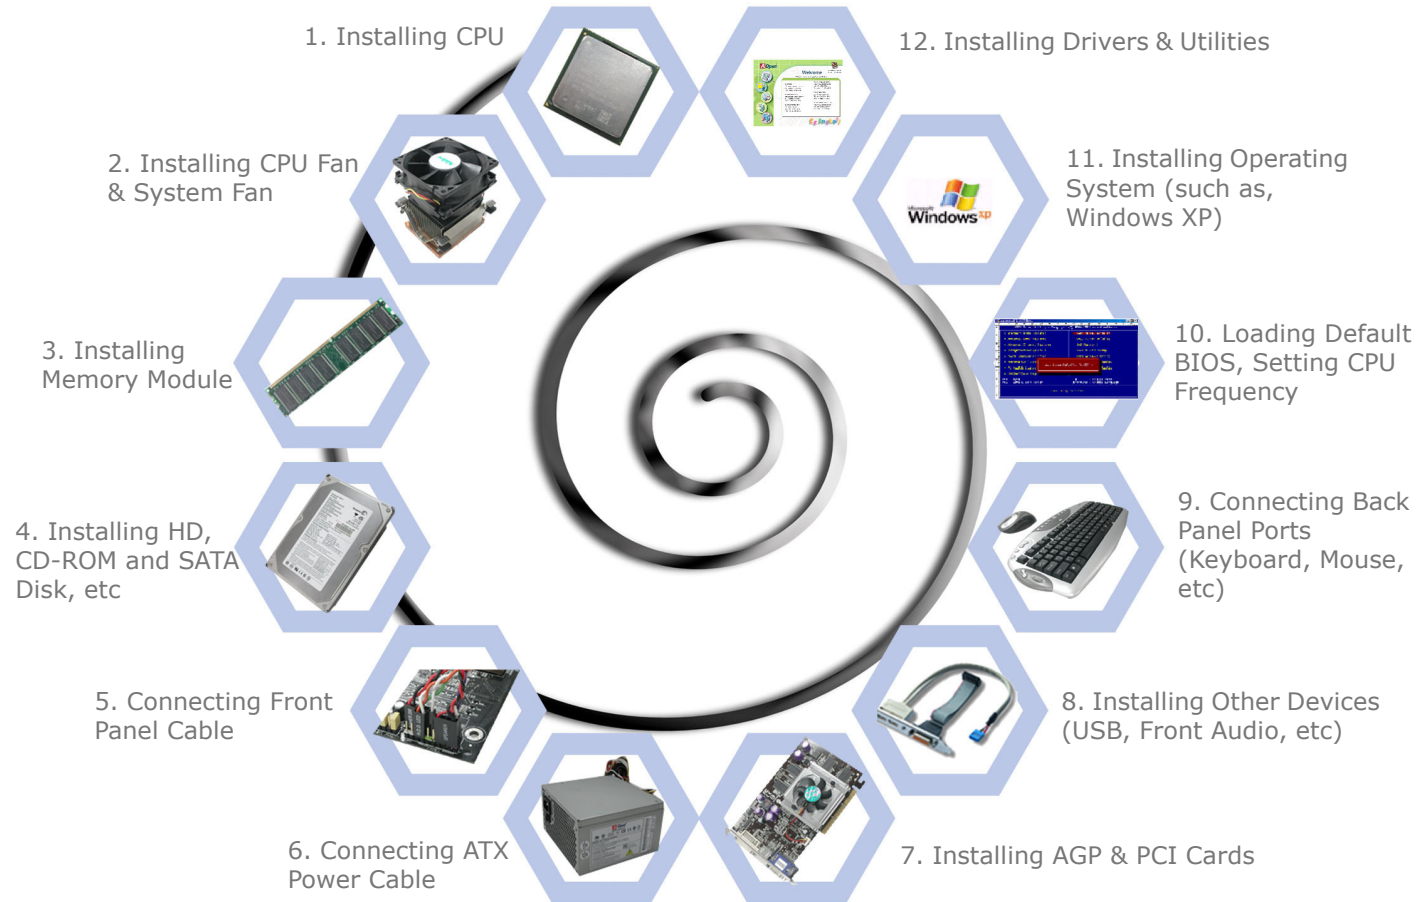 1. Installing CPU
2. Installing CPU Fan
& System Fan
3. Installing
Memory Module
4. Installing HD,
CD-ROM and SATA
Disk, etc
5. Connecting Front
Panel Cable
6. Connecting ATX
Power Cable
7. Installing AGP & PCI Cards
8. Installing Other Devices
(USB, Front Audio, etc)
9. Connecting Back
Panel Ports
(Keyboard, Mouse,
etc)
10. Loading Default
BIOS, Setting CPU
Frequency
11. Installing Operating
System (such as,
Windows XP)
Microsoft
Windows xp
12. Installing Drivers & Utilities
Welcome